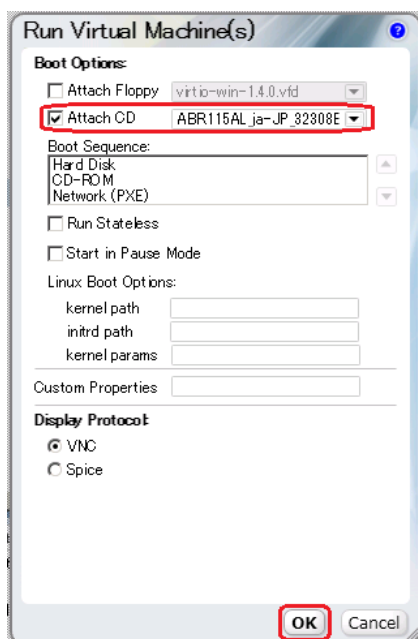 Run Virtual Machine(s)
?
Boot Options:
Attach Floppy virtio-win-1.4.0.vfd
Attach CD ABR115AL_ja-JP_32308E
Boot Sequence:
Hard Disk
CD-ROM
Network (PXE)
Run Stateless
Start in Pause Mode
Linux Boot Options:
kernel path
initrd path
kernel params
Custom Properties
Display Protocol:
VNC
Spice
OK Cancel